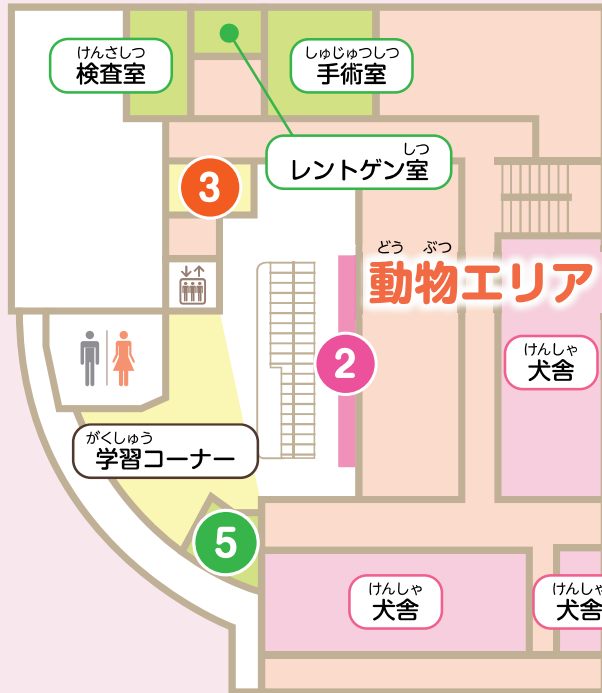 けんさしつ
検査室
しゅじゅつしつ
手術室
しつ
レントゲン室
3
どう ぶつ
動物エリア
2
けんしゃ
犬舎
がくしゅう
学習コーナー
5
けんしゃ
犬舎
けんしゃ
犬舎